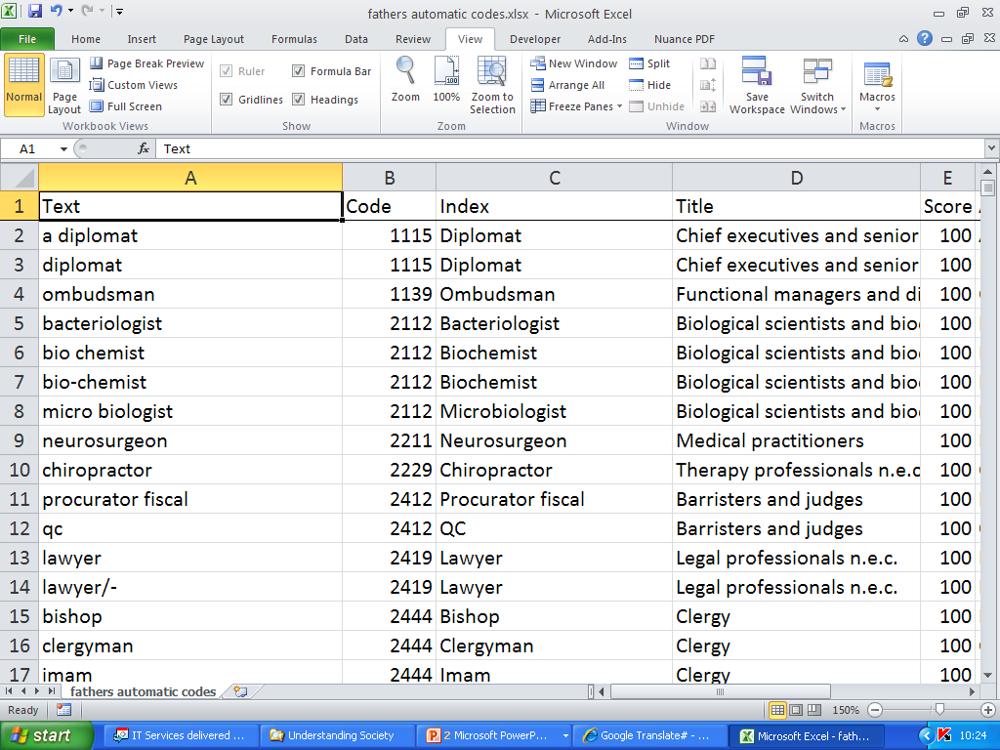 fathers automatic codes.xlsx - Microsoft Excel
File Home Insert Page Layout Formulas Data Review View Developer Add-Ins Nuance PDF
Normal
Page Layout
Page Break Preview
Custom Views
Full Screen
Workbook Views
Ruler
Formula Bar
Gridlines
Headings
Show
Zoom
100%
Zoom to Selection
Zoom
New Window
Arrange All
Freeze Panes
Split
Hide
Unhide
Save Workspace
Switch Windows
Window
Macros
Macros
A1 fx Text
A B C D E
1 Text Code Index Title Score
2 a diplomat 1115 Diplomat Chief executives and senior 100
3 diplomat 1115 Diplomat Chief executives and senior 100
4 ombudsman 1139 Ombudsman Functional managers and di 100
5 bacteriologist 2112 Bacteriologist Biological scientists and bio 100
6 bio chemist 2112 Biochemist Biological scientists and bio 100
7 bio-chemist 2112 Biochemist Biological scientists and bio 100
8 micro biologist 2112 Microbiologist Biological scientists and bio 100
9 neurosurgeon 2211 Neurosurgeon Medical practitioners 100
10 chiropractor 2229 Chiropractor Therapy professionals n.e.c 100
11 procurator fiscal 2412 Procurator fiscal Barristers and judges 100
12 qc 2412 QC Barristers and judges 100
13 lawyer 2419 Lawyer Legal professionals n.e.c. 100
14 lawyer/- 2419 Lawyer Legal professionals n.e.c. 100
15 bishop 2444 Bishop Clergy 100
16 clergyman 2444 Clergyman Clergy 100
17 imam 2444 Imam Clergy 100
fathers automatic codes
Ready 150%
start IT Services delivered ... Understanding Society 2 Microsoft PowerP... Google Translate# - ... Microsoft Excel - fath... 10:24